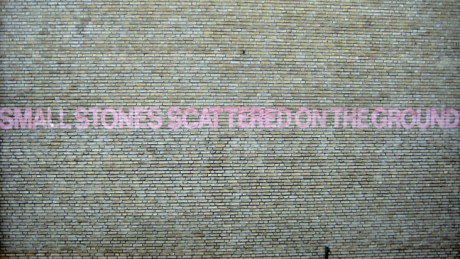 SMALL STONES SCATTERED ON THE GROUND